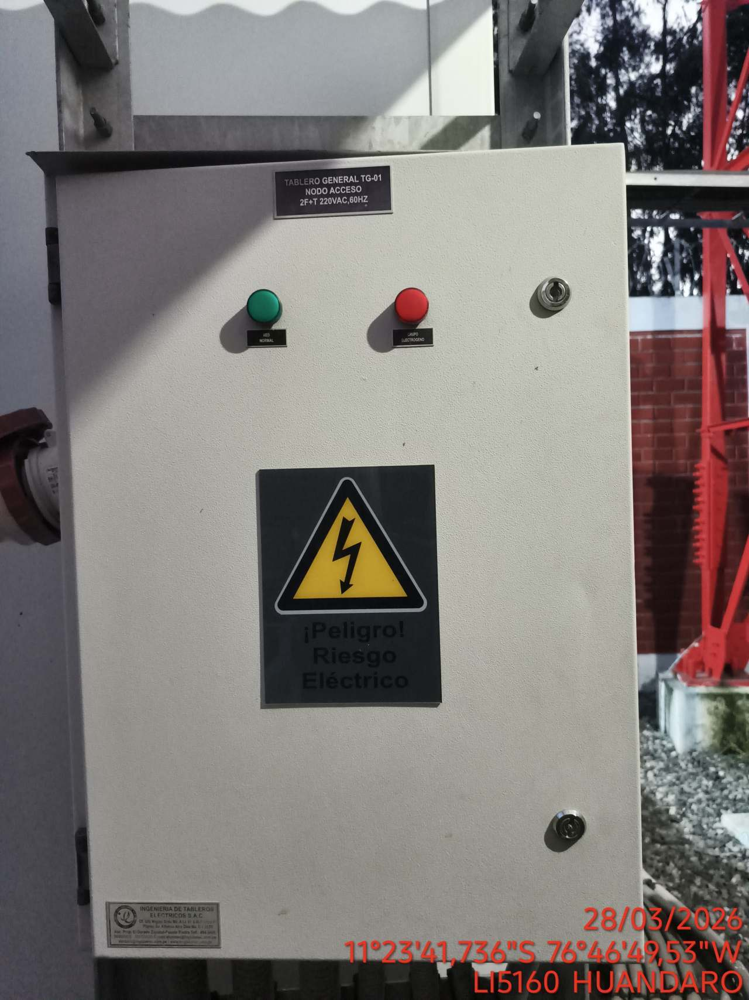 TABLERO GENERAL TG-01
NODO ACCESO
2F+T 220VAC,60HZ
RED
NORMAL
GRUPO
ELECTROGENO
¡Peligro!
Riesgo
Eléctrico
INGENIERIA DE TABLEROS
ELECTRICOS S.A.C.
28/03/2026
11°23'41,736"S 76°46'49,53"W
LI5160 HUANDARO